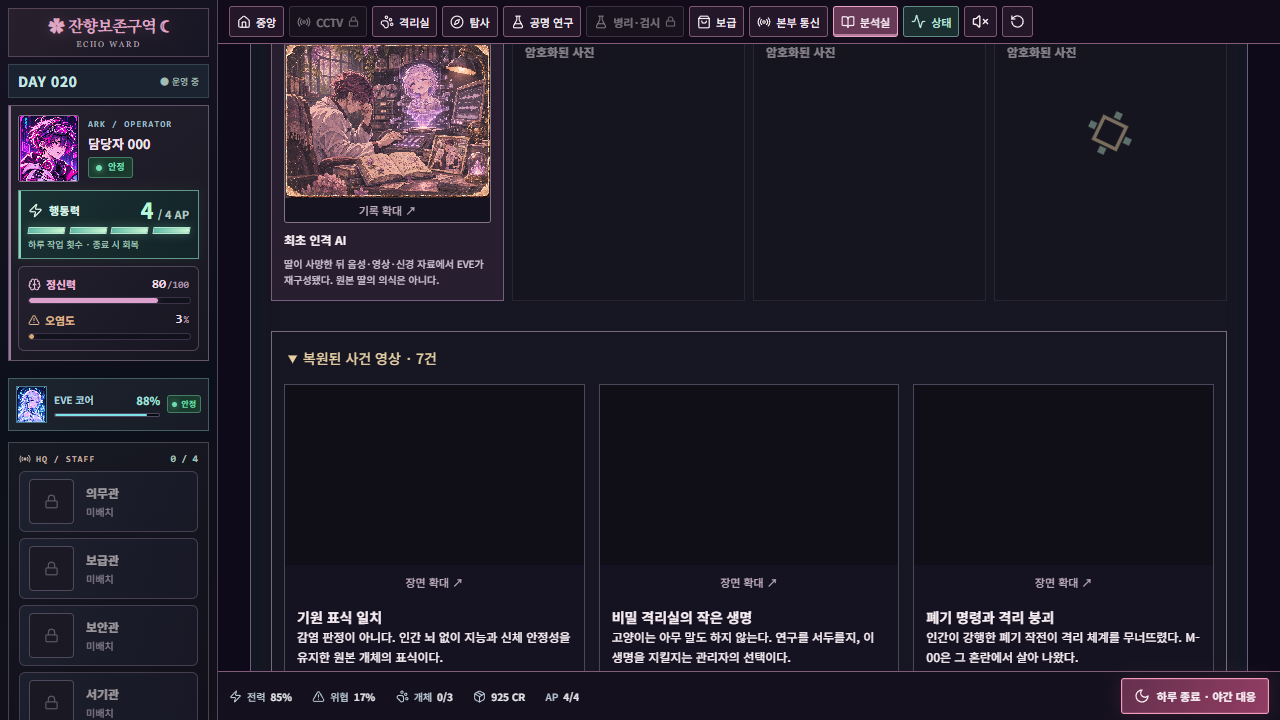 잔향보존구역
ECHO WARD
DAY 020
운영 중
ARK / OPERATOR
담당자 000
안정
행동력
4 / 4 AP
하루 작업 횟수 · 종료 시 회복
정신력
80/100
오염도
3%
EVE 코어
88%
안정
HQ / STAFF
0 / 4
의무관
미배치
보급관
미배치
보안관
미배치
서기관
미배치
중앙
CCTV
격리실
탐사
공명 연구
병리·검시
보급
본부 통신
분석실
상태
암호화된 사진
암호화된 사진
암호화된 사진
기록 확대 ↗
최초 인격 AI
딸이 사망한 뒤 음성·영상·신경 자료에서 EVE가
재구성됐다. 원본 딸의 의식은 아니다.
▼ 복원된 사건 영상 · 7건
장면 확대 ↗
기원 표식 일치
감염 판정이 아니다. 인간 뇌 없이 지능과 신체 안정성을
유지한 원본 개체의 표식이다.
장면 확대 ↗
비밀 격리실의 작은 생명
고양이는 아무 말도 하지 않는다. 연구를 서두를지, 이
생명을 지킬지는 관리자의 선택이다.
장면 확대 ↗
폐기 명령과 격리 붕괴
인간이 강행한 폐기 작전이 격리 체계를 무너뜨렸다. M-
00은 그 혼란에서 살아 나왔다.
전력 85%
위협 17%
개체 0/3
925 CR
AP 4/4
하루 종료 · 야간 대응